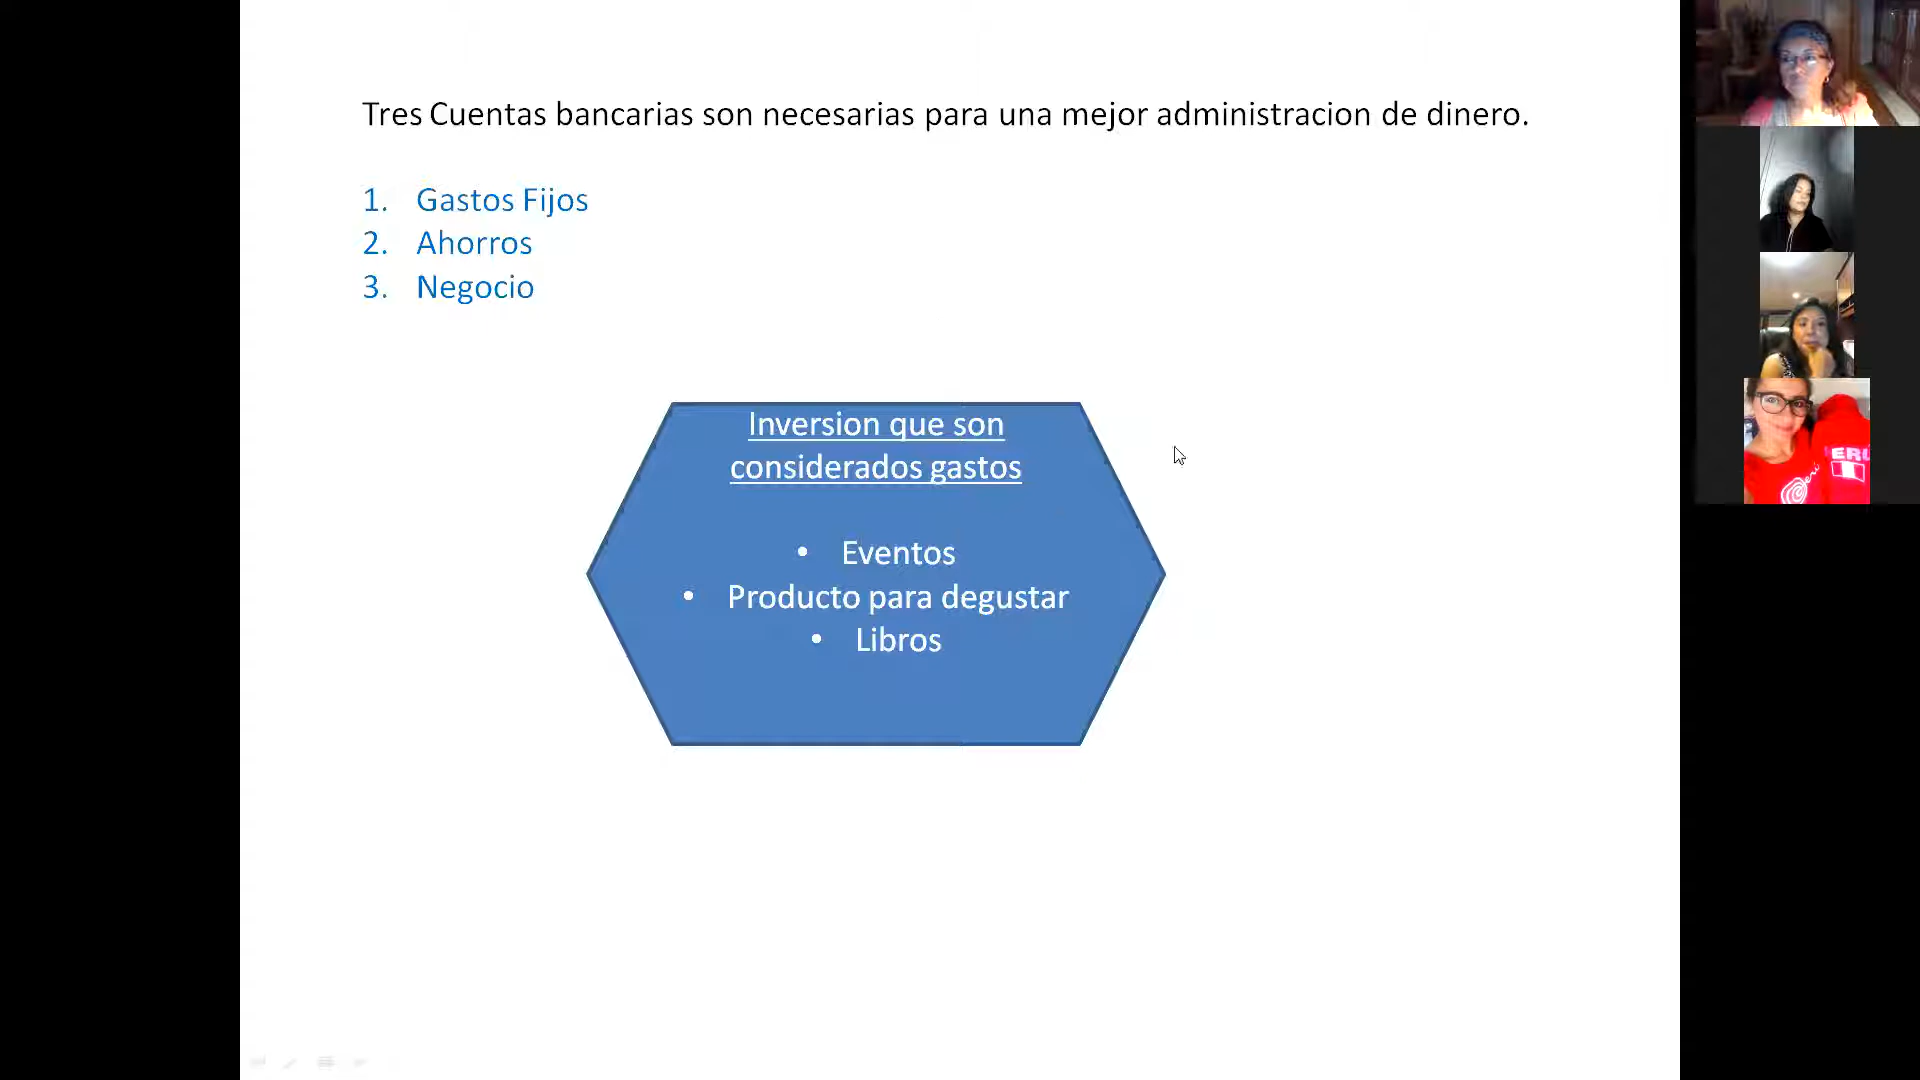 Tres Cuentas bancarias son necesarias para una mejor administracion de dinero.
1. Gastos Fijos
2. Ahorros
3. Negocio
Inversion que son
considerados gastos
• Eventos
• Producto para degustar
• Libros